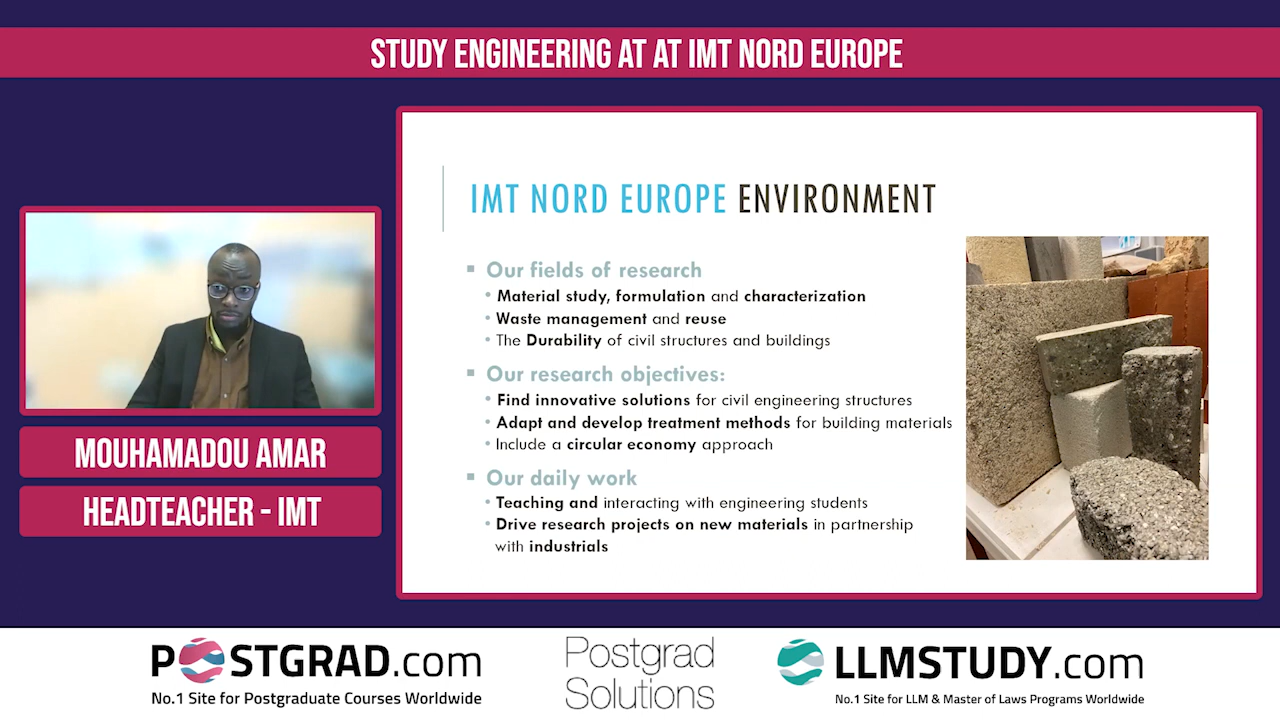 STUDY ENGINEERING AT AT IMT NORD EUROPE
MOUHAMADOU AMAR
HEADTEACHER - IMT
IMT NORD EUROPE ENVIRONMENT
▪ Our fields of research
• Material study, formulation and characterization
• Waste management and reuse
• The Durability of civil structures and buildings
▪ Our research objectives:
• Find innovative solutions for civil engineering structures
• Adapt and develop treatment methods for building materials
• Include a circular economy approach
▪ Our daily work
• Teaching and interacting with engineering students
• Drive research projects on new materials in partnership
with industrials
POSTGRAD.com
No.1 Site for Postgraduate Courses Worldwide
Postgrad
Solutions
LLMSTUDY.com
No.1 Site for LLM & Master of Laws Programs Worldwide